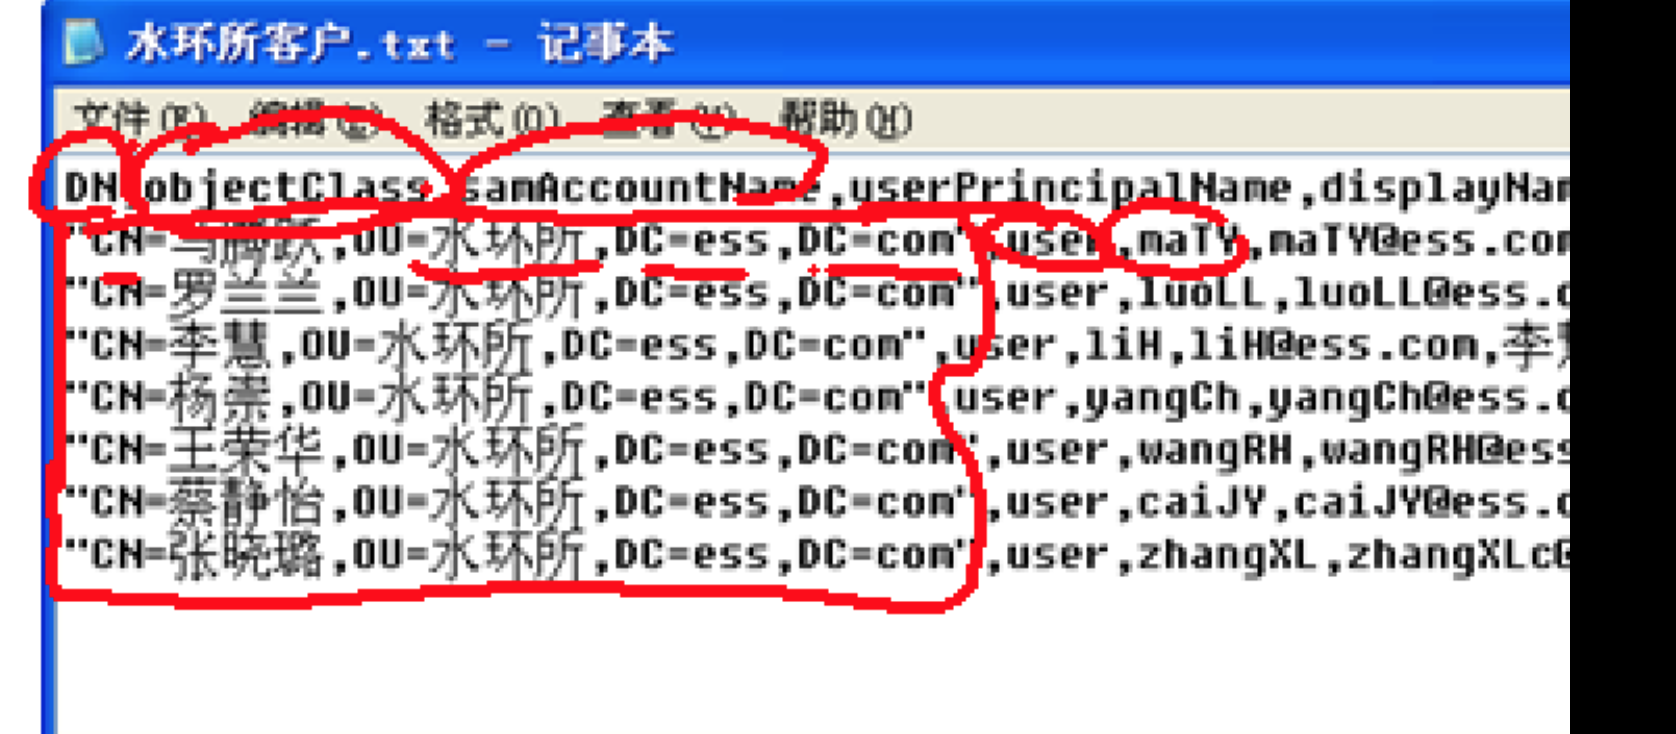 水环所客户.txt - 记事本
文件(F) 编辑(E) 格式(O) 查看(V) 帮助(H)
DN,objectClass,samAccountName,userPrincipalName,displayNam
"CN=马腾跃,OU=水环所,DC=ess,DC=com",user,maTY,maTY@ess.com
"CN=罗兰兰,OU=水环所,DC=ess,DC=com",user,luoLL,luoLL@ess.c
"CN=李慧,OU=水环所,DC=ess,DC=com",user,liH,liH@ess.com,李慧
"CN=杨崇,OU=水环所,DC=ess,DC=com",user,yangCh,yangCh@ess.c
"CN=王荣华,OU=水环所,DC=ess,DC=com",user,wangRH,wangRH@ess
"CN=蔡静怡,OU=水环所,DC=ess,DC=com",user,caiJY,caiJY@ess.c
"CN=张晓璐,OU=水环所,DC=ess,DC=com",user,zhangXL,zhangXLc@